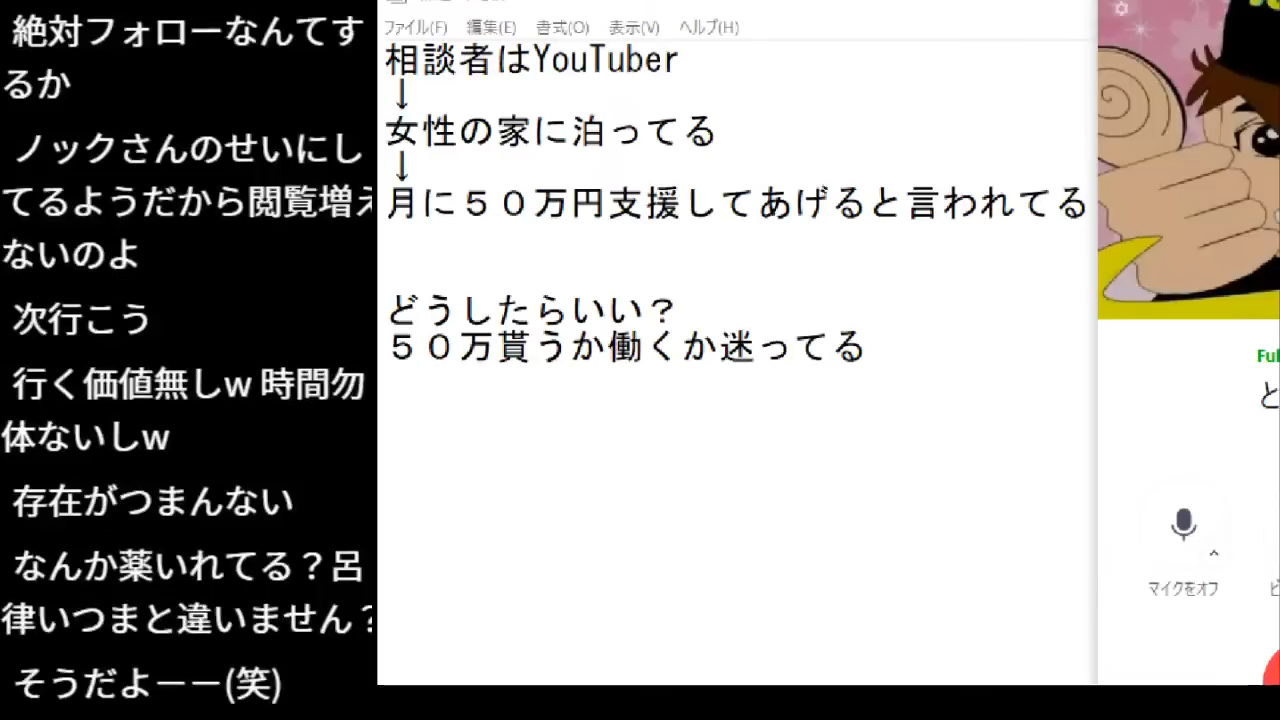 絶対フォローなんてす
るか
ノックさんのせいにし
てるようだから閲覧増え
ないのよ
次行こう
行く価値無しw 時間勿
体ないしw
存在がつまんない
なんか薬いれてる？呂
律いつまと違いません？
そうだよーー(笑)
ファイル(F) 編集(E) 書式(O) 表示(V) ヘルプ(H)
相談者はYouTuber
↓
女性の家に泊ってる
↓
月に５０万円支援してあげると言われてる
どうしたらいい？
５０万貰うか働くか迷ってる
Ful
と
マイクをオフ
ビ